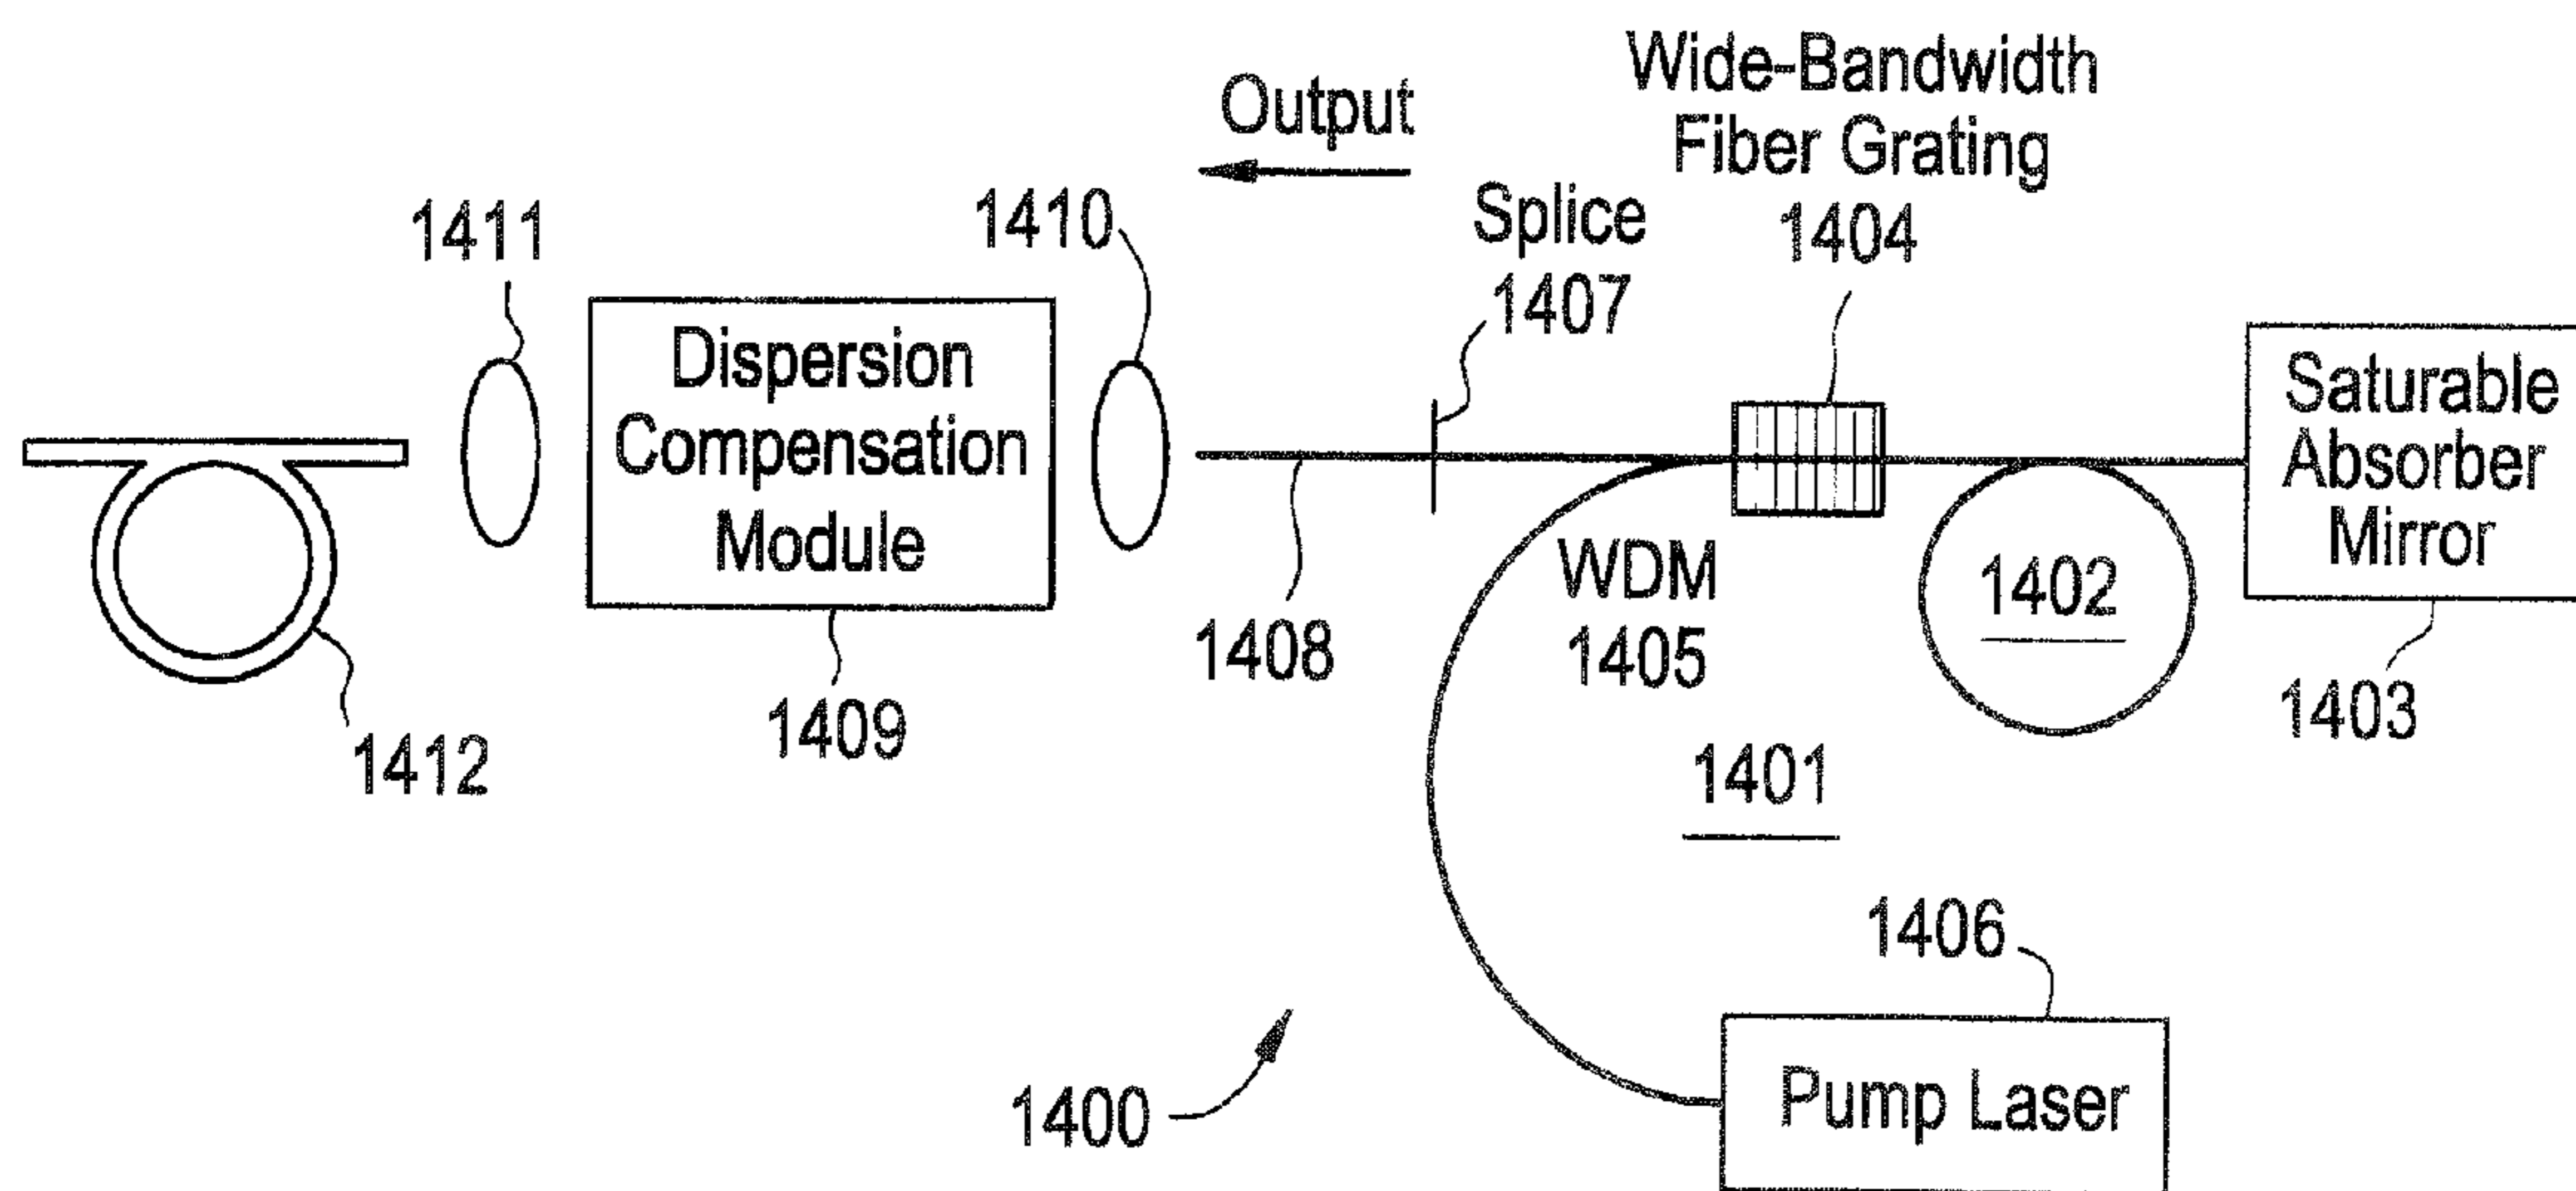 Wide-Bandwidth
Fiber Grating
1404
Output
Splice
1407
1410
1411
Dispersion
Compensation
Module
Saturable
Absorber
Mirror
1402
WDM
1405
1408
1409
1403
1412
1401
1406
1400
Pump Laser